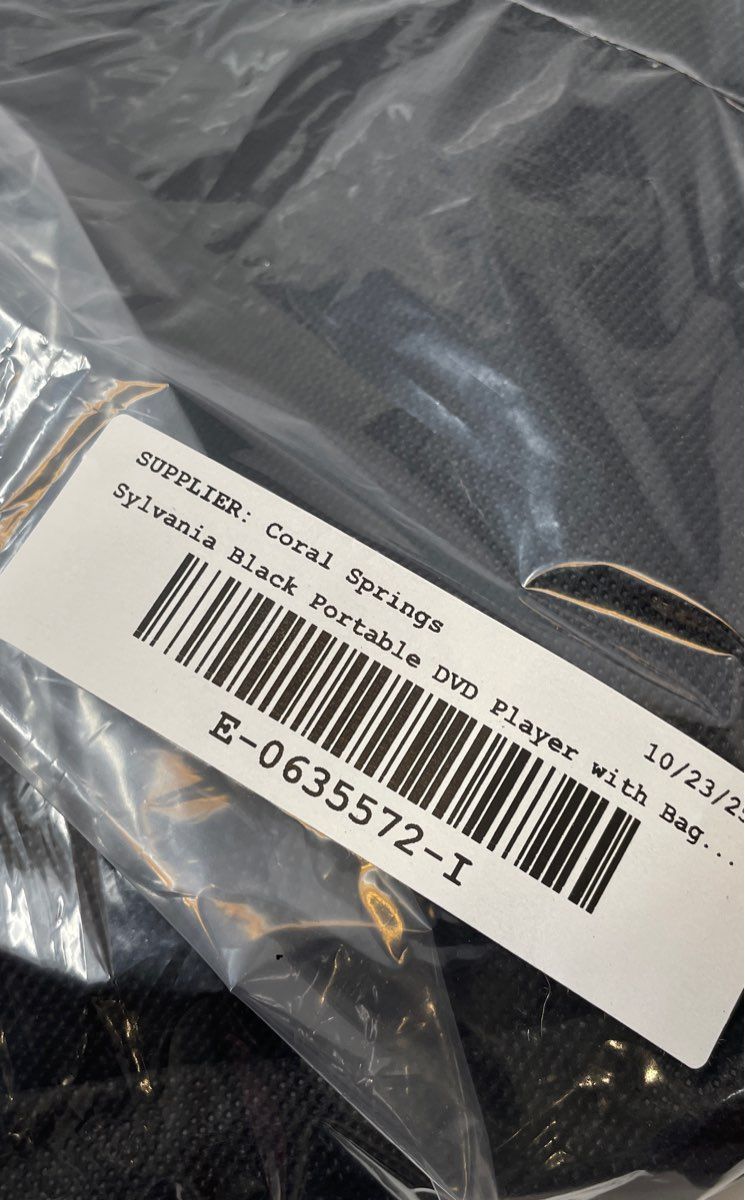 SUPPLIER: Coral Springs
10/23/25
Sylvania Black Portable DVD Player with Bag...
E-0635572-I